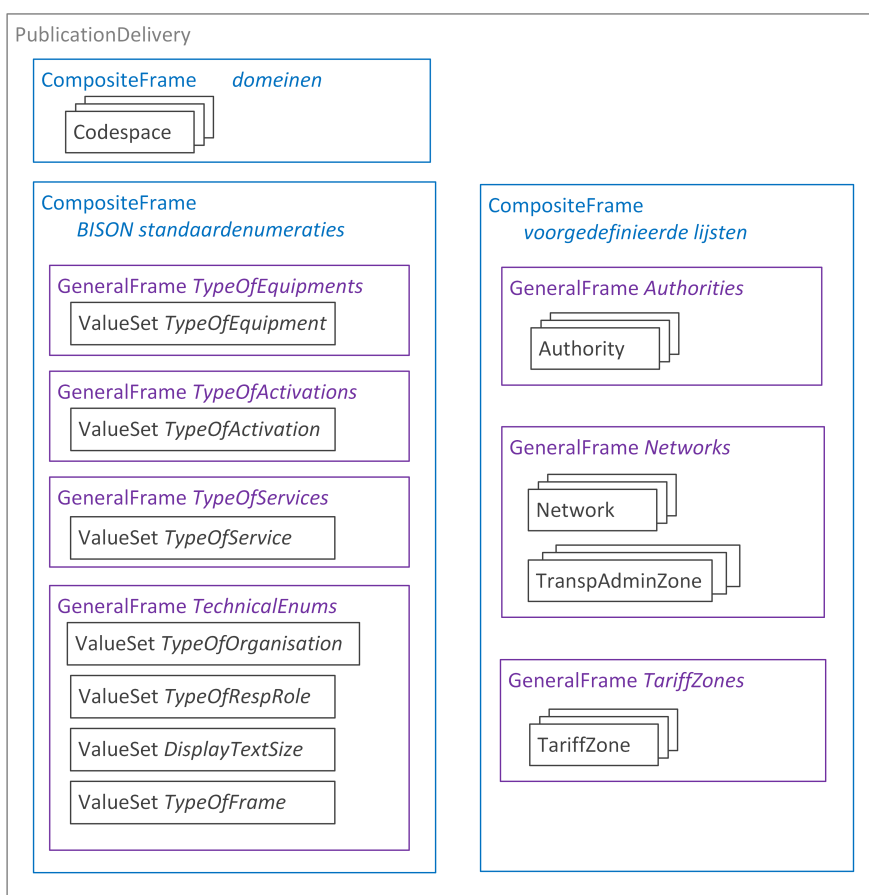 PublicationDelivery
CompositeFrame domeinen
Codespace
CompositeFrame
BISON standaardenumeraties
GeneralFrame TypeOfEquipments
ValueSet TypeOfEquipment
GeneralFrame TypeOfActivations
ValueSet TypeOfActivation
GeneralFrame TypeOfServices
ValueSet TypeOfService
GeneralFrame TechnicalEnums
ValueSet TypeOfOrganisation
ValueSet TypeOfRespRole
ValueSet DisplayTextSize
ValueSet TypeOfFrame
CompositeFrame
voorgedefinieerde lijsten
GeneralFrame Authorities
Authority
GeneralFrame Networks
Network
TranspAdminZone
GeneralFrame TariffZones
TariffZone